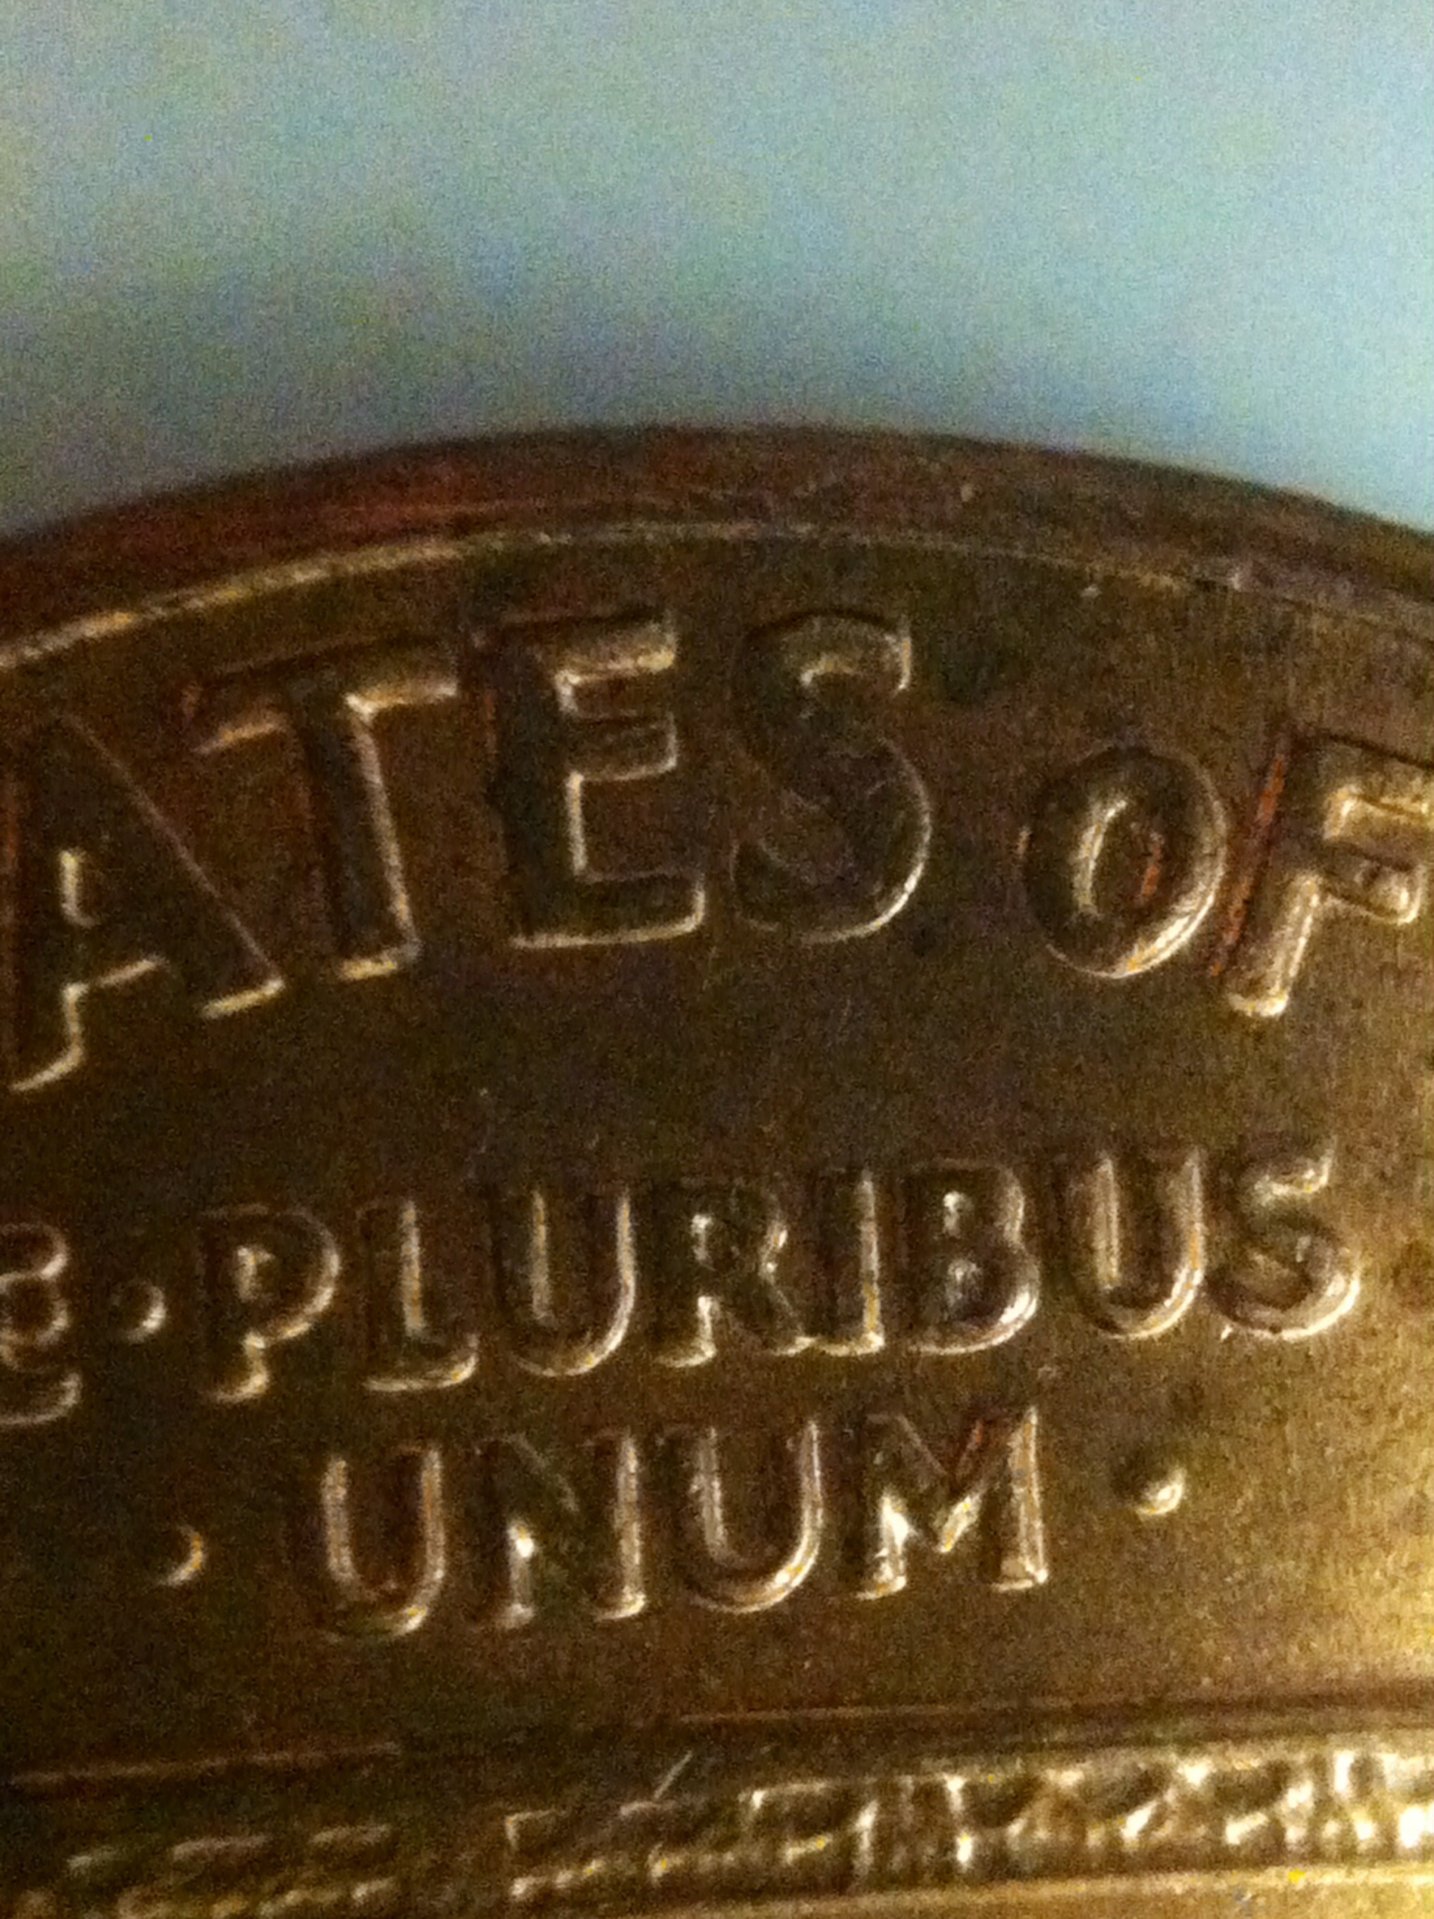 ATES OF
E·PLURIBUS
·UNUM·